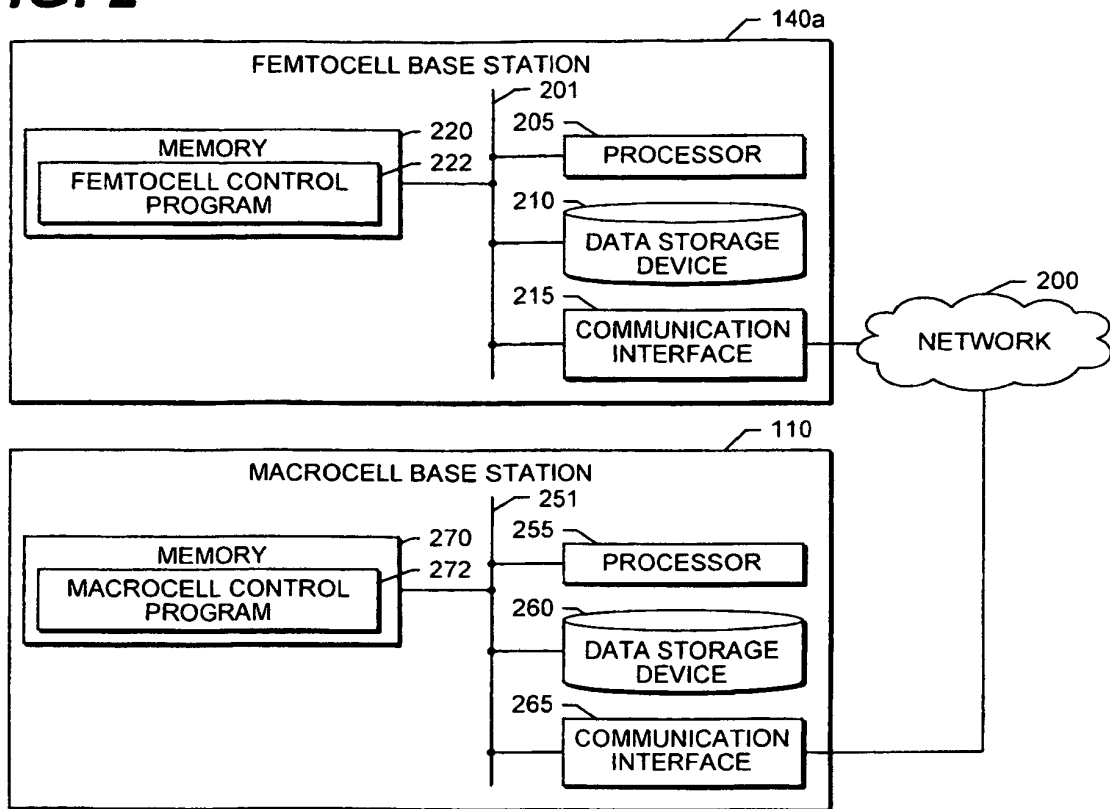 140a
FEMTOCELL BASE STATION
201
220
MEMORY
222
FEMTOCELL CONTROL
PROGRAM
205
PROCESSOR
210
DATA STORAGE
DEVICE
215
COMMUNICATION
INTERFACE
200
NETWORK
110
MACROCELL BASE STATION
251
270
MEMORY
272
MACROCELL CONTROL
PROGRAM
255
PROCESSOR
260
DATA STORAGE
DEVICE
265
COMMUNICATION
INTERFACE